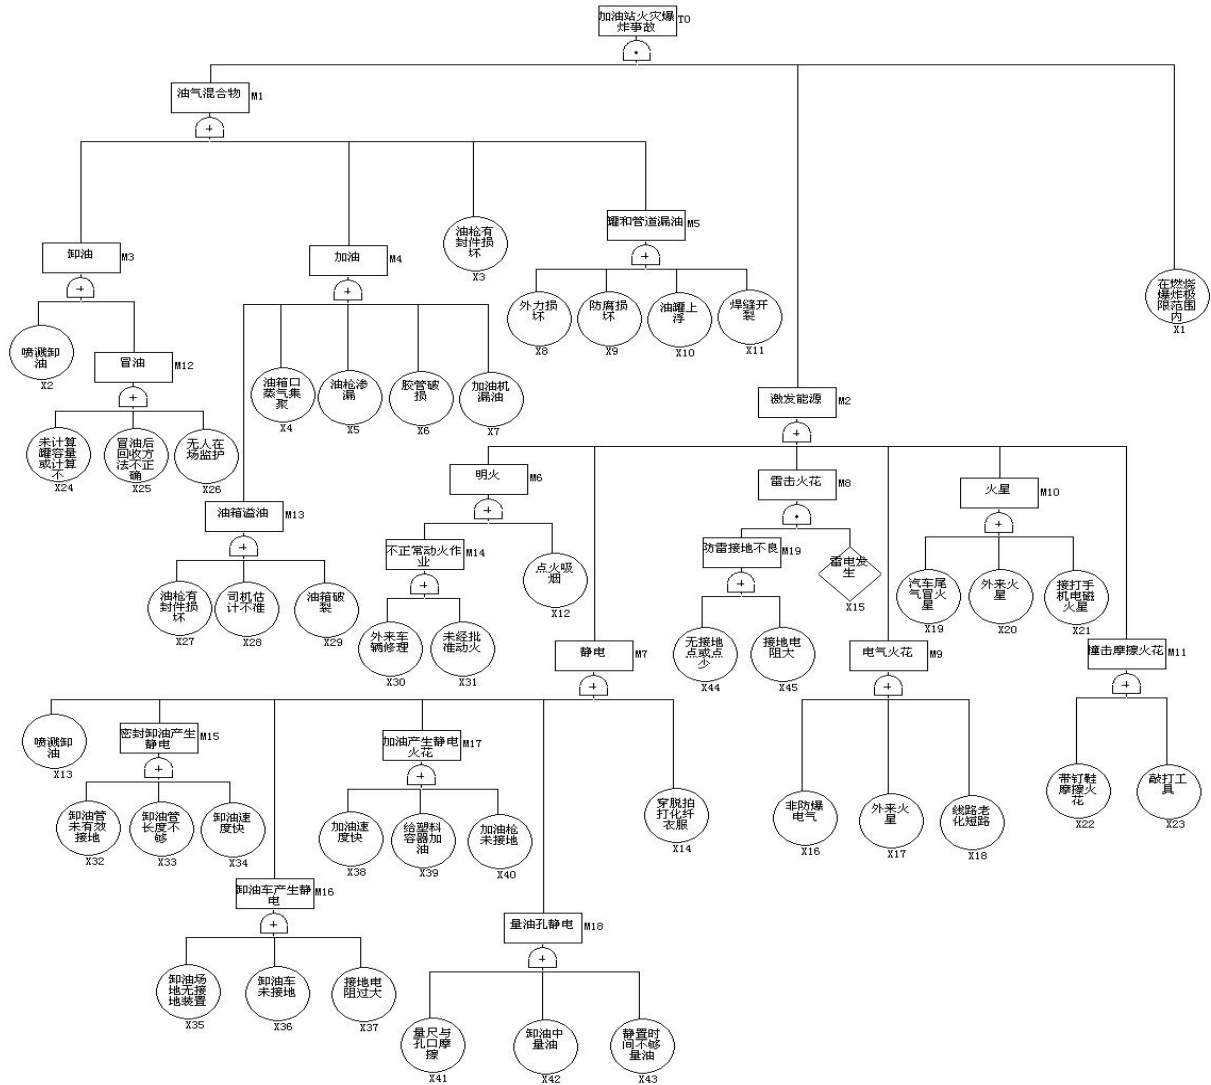 加油站火灾爆
炸事故
T0
油气混合物
M1
卸油
M3
加油
M4
油枪有
封件损
坏
X3
罐和管道漏油
M5
在燃烧
爆炸极
限范围
内
X1
喷溅卸
油
X2
冒油
M12
外力损
坏
X8
防腐损
坏
X9
油罐上
浮
X10
焊缝开
裂
X11
油箱口
蒸气集
聚
X4
油枪渗
漏
X5
胶管破
损
X6
加油机
漏油
X7
激发能源
M2
未计算
罐容量
或计算不
X24
冒油后
回收方
法不正
确
X25
无人在
场监护
X26
油箱溢油
M13
明火
M6
雷击火花
M8
火星
M10
油枪有
封件损
坏
X27
司机估
计不准
X28
油箱破
裂
X29
不正常动火作
业
M14
点火吸
烟
X12
防雷接地不良
M19
雷电发
生
X15
汽车尾
气冒火
星
X19
外来火
星
X20
接打手
机电磁
火星
X21
外来车
辆修理
X30
未经批
准动火
X31
静电
M7
无接地
点或点
少
X44
接地电
阻大
X45
电气火花
M9
撞击摩擦火花
M11
喷溅卸
油
X13
密封卸油产生
静电
M15
加油产生静电
火花
M17
穿脱拍
打化纤
衣服
X14
非防爆
电气
X16
外来火
星
X17
线路老
化短路
X18
带钉鞋
摩擦火
花
X22
敲打工
具
X23
卸油管
未有效
接地
X32
卸油管
长度不
够
X33
卸油速
度快
X34
加油速
度快
X38
给塑料
容器加
油
X39
加油枪
未接地
X40
卸油车产生静
电
M16
量油孔静电
M18
卸油场
地无接
地装置
X35
卸油车
未接地
X36
接地电
阻过大
X37
量尺与
孔口摩
擦
X41
卸油中
量油
X42
静置时
间不够
量油
X43